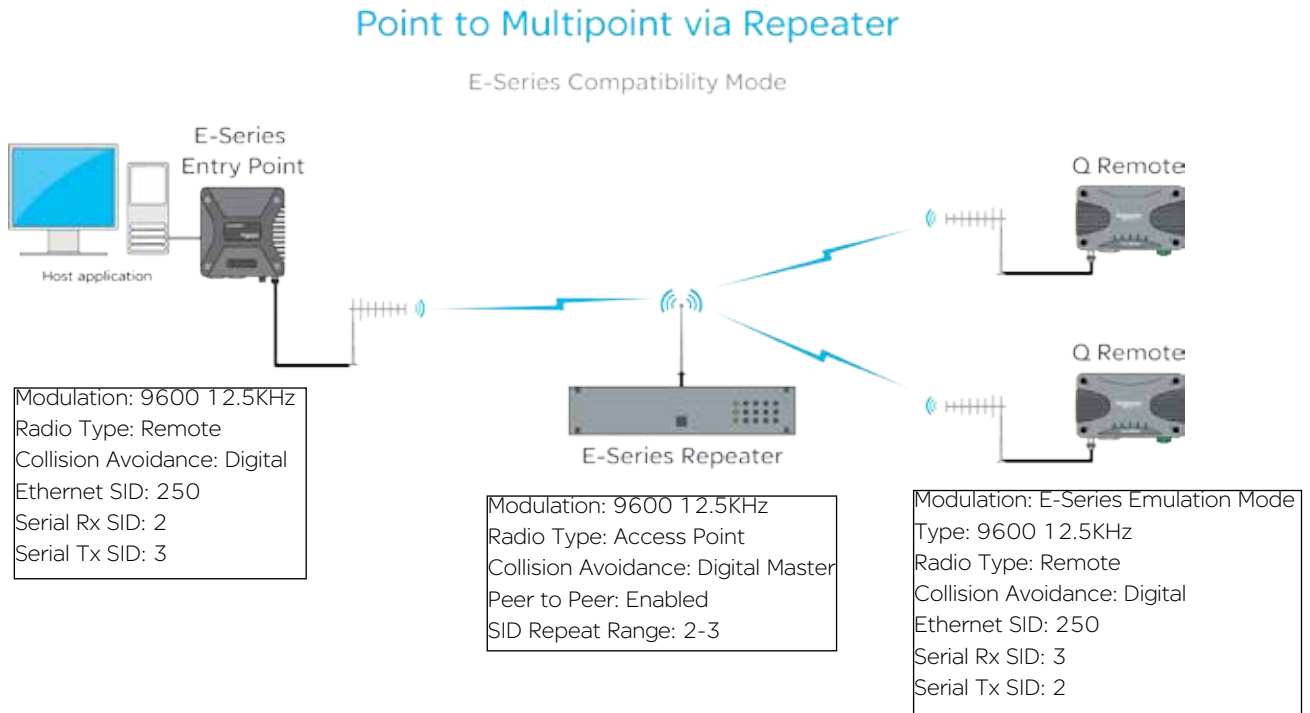 Point to Multipoint via Repeater
E-Series Compatibility Mode
E-Series
Entry Point
Host application
Q Remote
Q Remote
E-Series Repeater
Modulation: 9600 12.5KHz
Radio Type: Remote
Collision Avoidance: Digital
Ethernet SID: 250
Serial Rx SID: 2
Serial Tx SID: 3
Modulation: 9600 12.5KHz
Radio Type: Access Point
Collision Avoidance: Digital Master
Peer to Peer: Enabled
SID Repeat Range: 2-3
Modulation: E-Series Emulation Mode
Type: 9600 12.5KHz
Radio Type: Remote
Collision Avoidance: Digital
Ethernet SID: 250
Serial Rx SID: 3
Serial Tx SID: 2